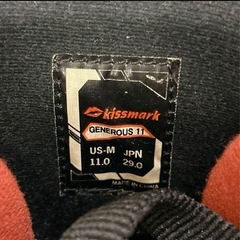 kissmark
GENEROUS 11
US-M JPN
11.0 29.0
MADE IN CHINA